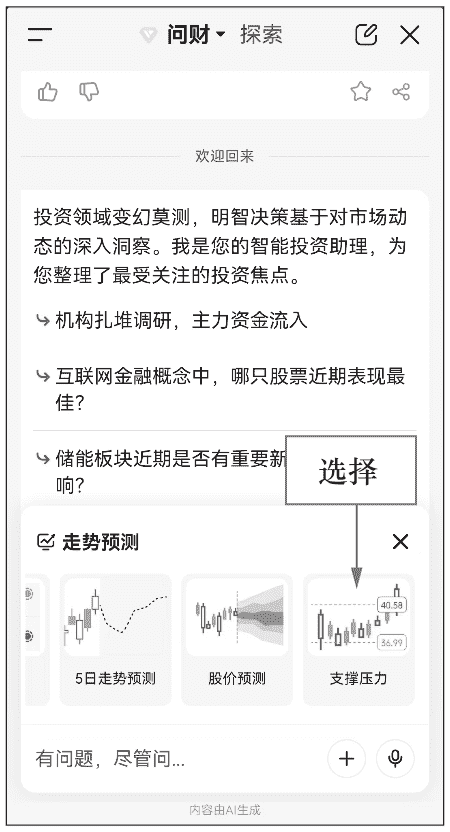 问财 探索
欢迎回来
投资领域变幻莫测，明智决策基于对市场动
态的深入洞察。我是您的智能投资助理，为
您整理了最受关注的投资焦点。
机构扎堆调研，主力资金流入
互联网金融概念中，哪只股票近期表现最
佳？
储能板块近期是否有重要新
响？
选择
走势预测
40.58
36.99
5日走势预测 股价预测 支撑压力
有问题，尽管问...
内容由AI生成